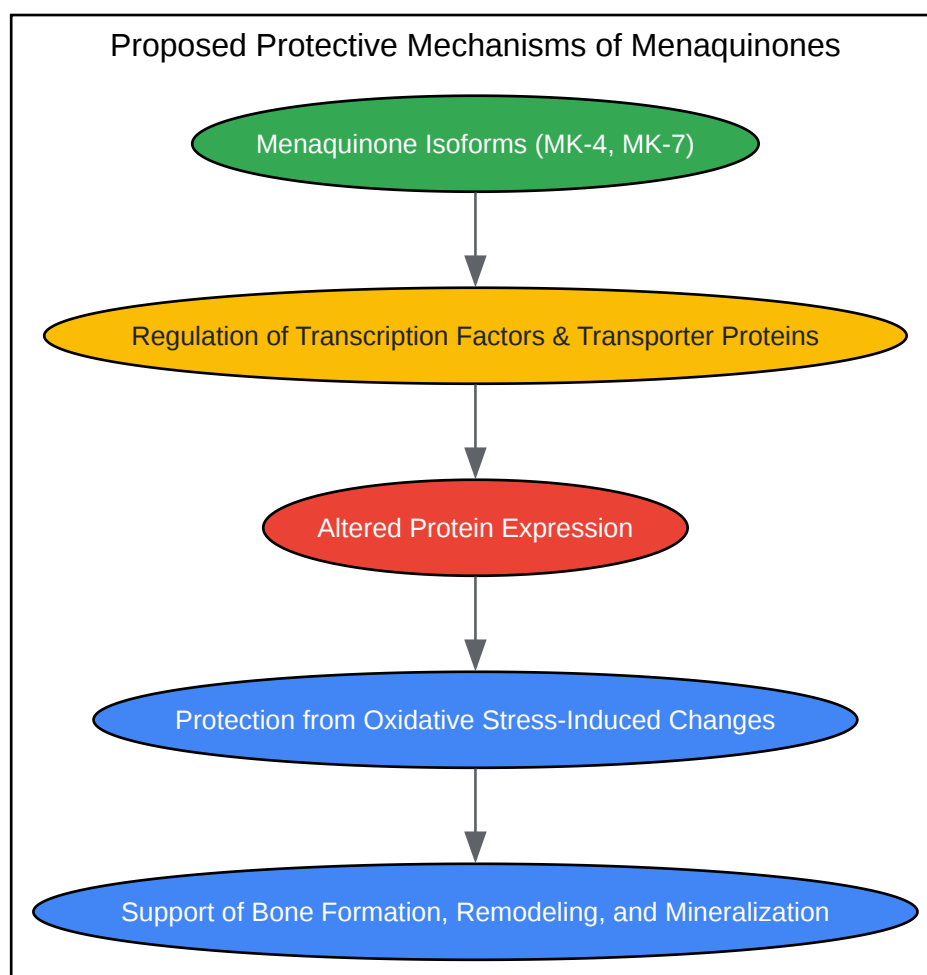 Proposed Protective Mechanisms of Menaquinones
Menaquinone Isoforms (MK-4, MK-7)
Regulation of Transcription Factors & Transporter Proteins
Altered Protein Expression
Protection from Oxidative Stress-Induced Changes
Support of Bone Formation, Remodeling, and Mineralization